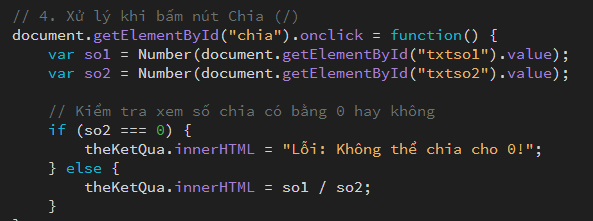 // 4. Xử lý khi bấm nút Chia (/)
document.getElementById("chia").onclick = function() {
    var so1 = Number(document.getElementById("txtso1").value);
    var so2 = Number(document.getElementById("txtso2").value);
    // Kiểm tra xem số chia có bằng 0 hay không
    if (so2 === 0) {
        theKetQua.innerHTML = "Lỗi: Không thể chia cho 0!";
    } else {
        theKetQua.innerHTML = so1 / so2;
    }